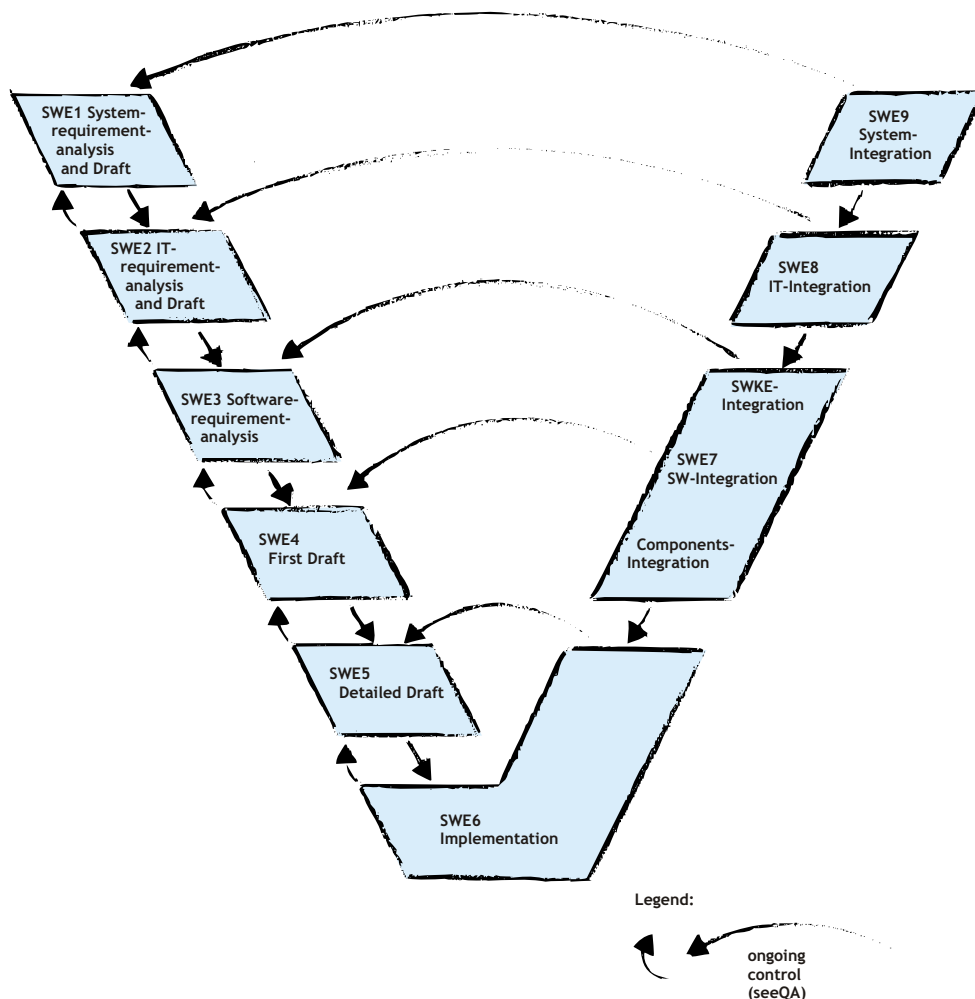 SWE1 System-
requirement-
analysis
and Draft
SWE9
System-
Integration
SWE2 IT-
requirement-
analysis
and Draft
SWE8
IT-Integration
SWE3 Software-
requirement-
analysis
SWKE-
Integration
SWE7
SW-Integration
Components-
Integration
SWE4
First Draft
SWE5
Detailed Draft
SWE6
Implementation
Legend:
ongoing
control
(seeQA)